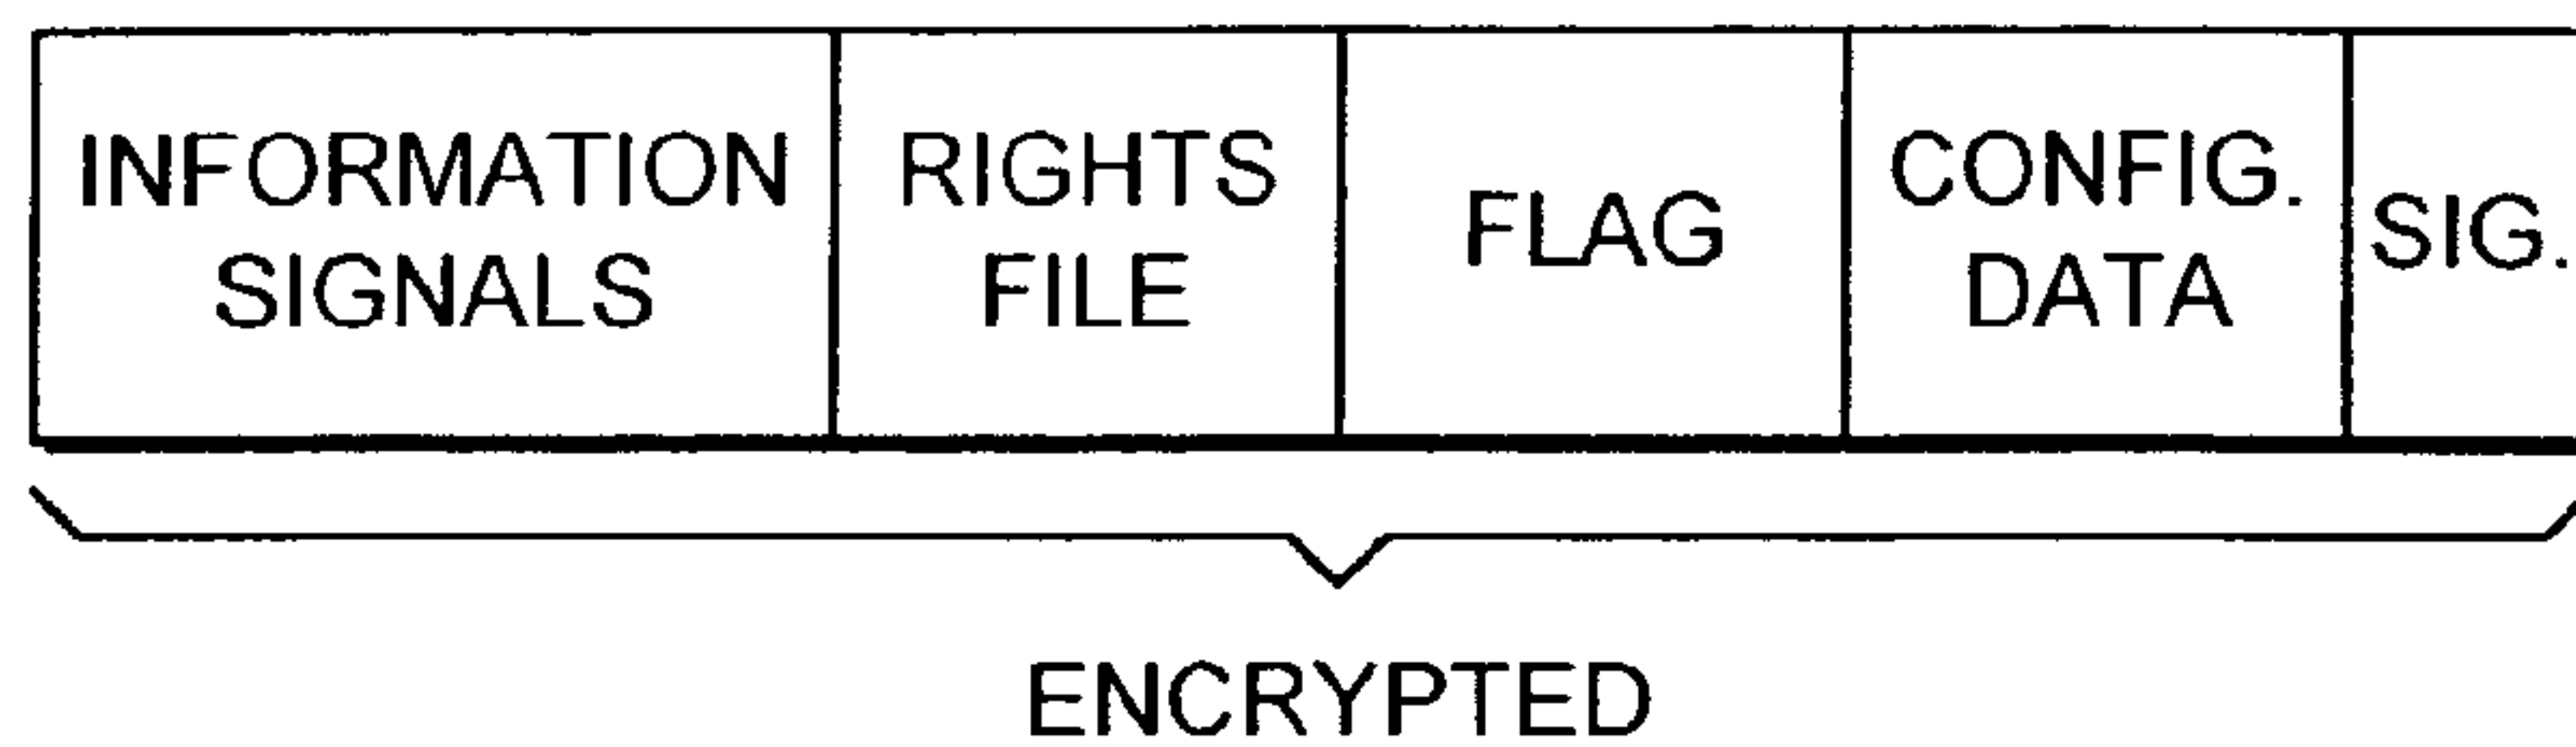 INFORMATION
SIGNALS
RIGHTS
FILE
FLAG
CONFIG.
DATA
SIG.
ENCRYPTED